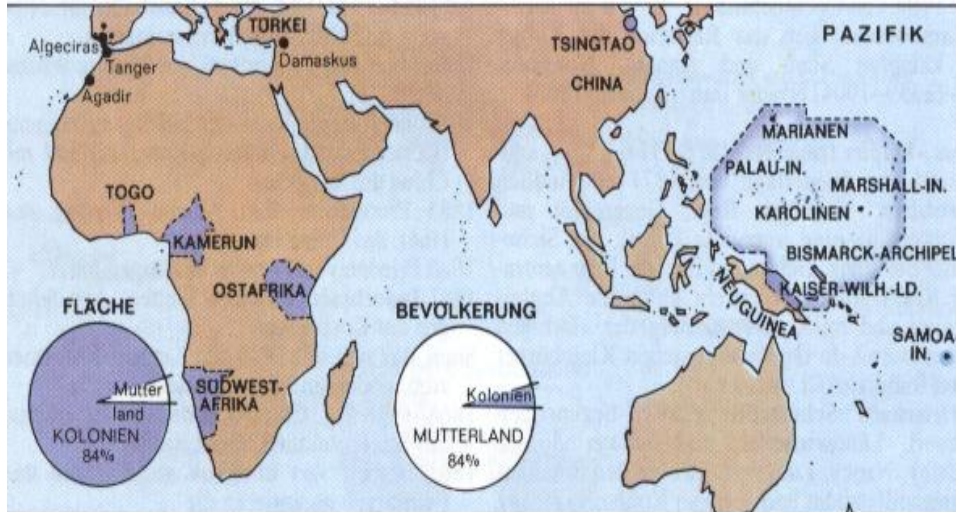 TÜRKEI
Algeciras
Damaskus
Tanger
Agadir
TSINGTAO
CHINA
PAZIFIK
MARIANEN
PALAU-IN.
MARSHALL-IN.
KAROLINEN
BISMARCK-ARCHIPEL
KAISER-WILH.-LD.
NEUGUINEA
SAMOA
IN.
TOGO
KAMERUN
OSTAFRIKA
SÜDWEST-
AFRIKA
FLÄCHE
Mutter
land
KOLONIEN
84%
BEVÖLKERUNG
Kolonien
MUTTERLAND
84%